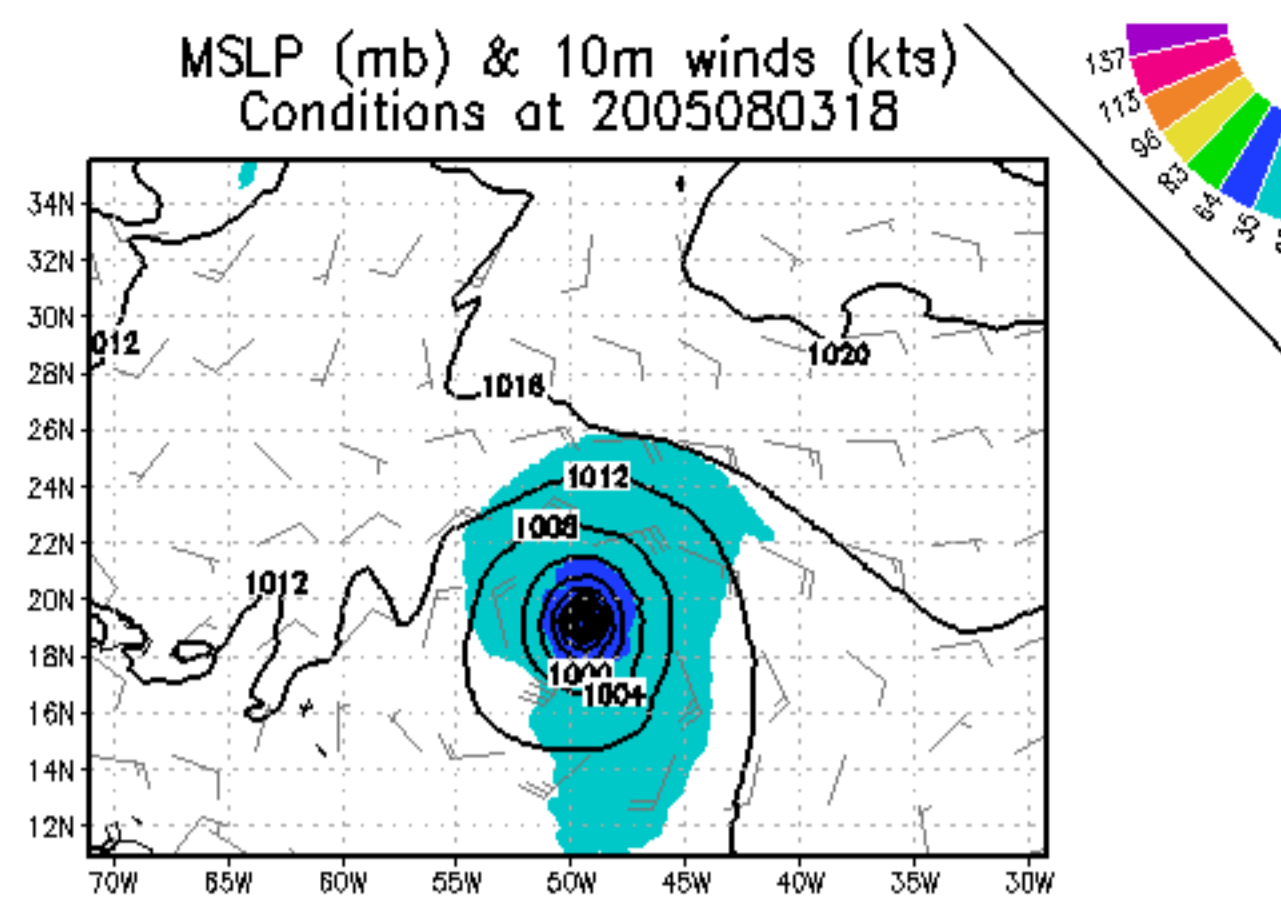 MSLP (mb) & 10m winds (kts)
Conditions at 2005080318
137
113
96
83
64
35
34N
32N
30N
28N
26N
24N
22N
20N
18N
16N
14N
12N
012
1020
1016
1012
1008
1012
1000
1004
70W 65W 60W 55W 50W 45W 40W 35W 30W